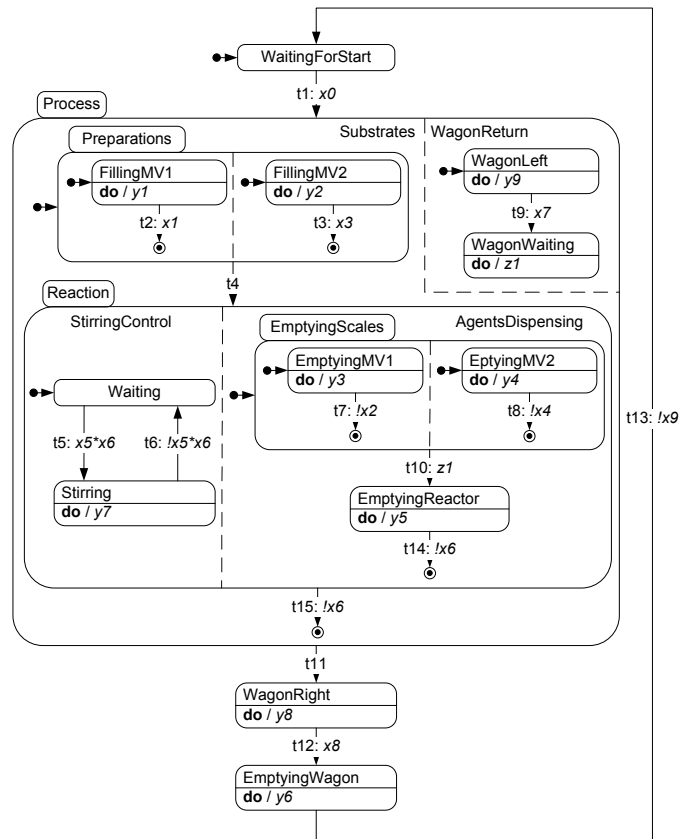 WaitingForStart
t1: x0
Process
Preparations
Substrates
WagonReturn
FillingMV1
do / y1
t2: x1
FillingMV2
do / y2
t3: x3
WagonLeft
do / y9
t9: x7
WagonWaiting
do / z1
t4
Reaction
StirringControl
EmptyingScales
AgentsDispensing
EmptyingMV1
do / y3
t7: !x2
EptyingMV2
do / y4
t8: !x4
Waiting
t5: x5*x6
t6: !x5*x6
Stirring
do / y7
t10: z1
EmptyingReactor
do / y5
t14: !x6
t13: !x9
t15: !x6
t11
WagonRight
do / y8
t12: x8
EmptyingWagon
do / y6